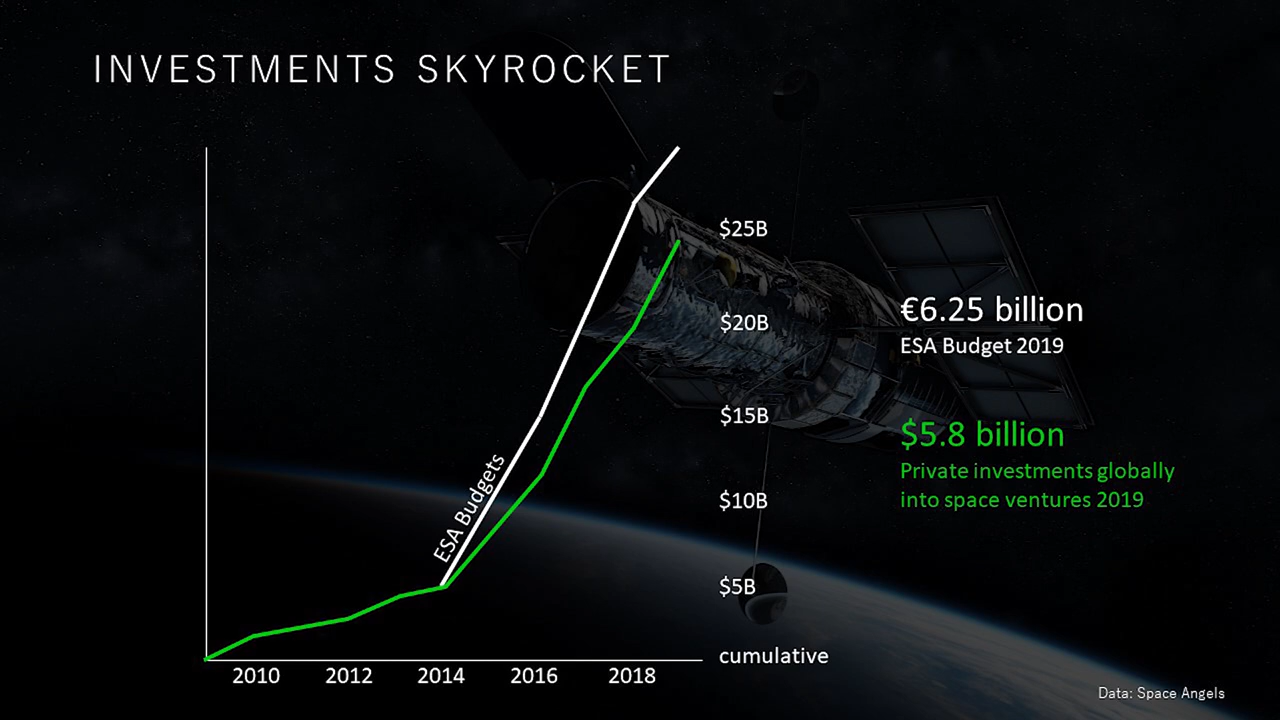 INVESTMENTS SKYROCKET
$25B
€6.25 billion
$20B
ESA Budget 2019
$15B
$5.8 billion
Private investments globally
into space ventures 2019
ESA Budgets
$10B
$5B
cumulative
2010 2012 2014 2016 2018
Data: Space Angels